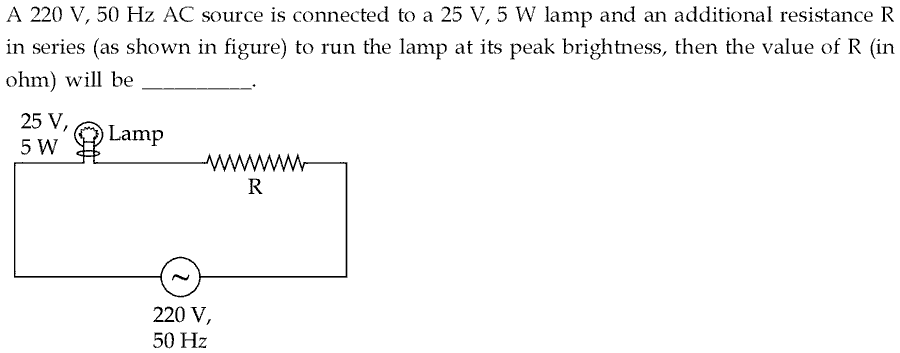 A 220 V, 50 Hz AC source is connected to a 25 V, 5 W lamp and an additional resistance R
in series (as shown in figure) to run the lamp at its peak brightness, then the value of R (in
ohm) will be __________.
25 V,
5 W
Lamp
R
~
220 V,
50 Hz